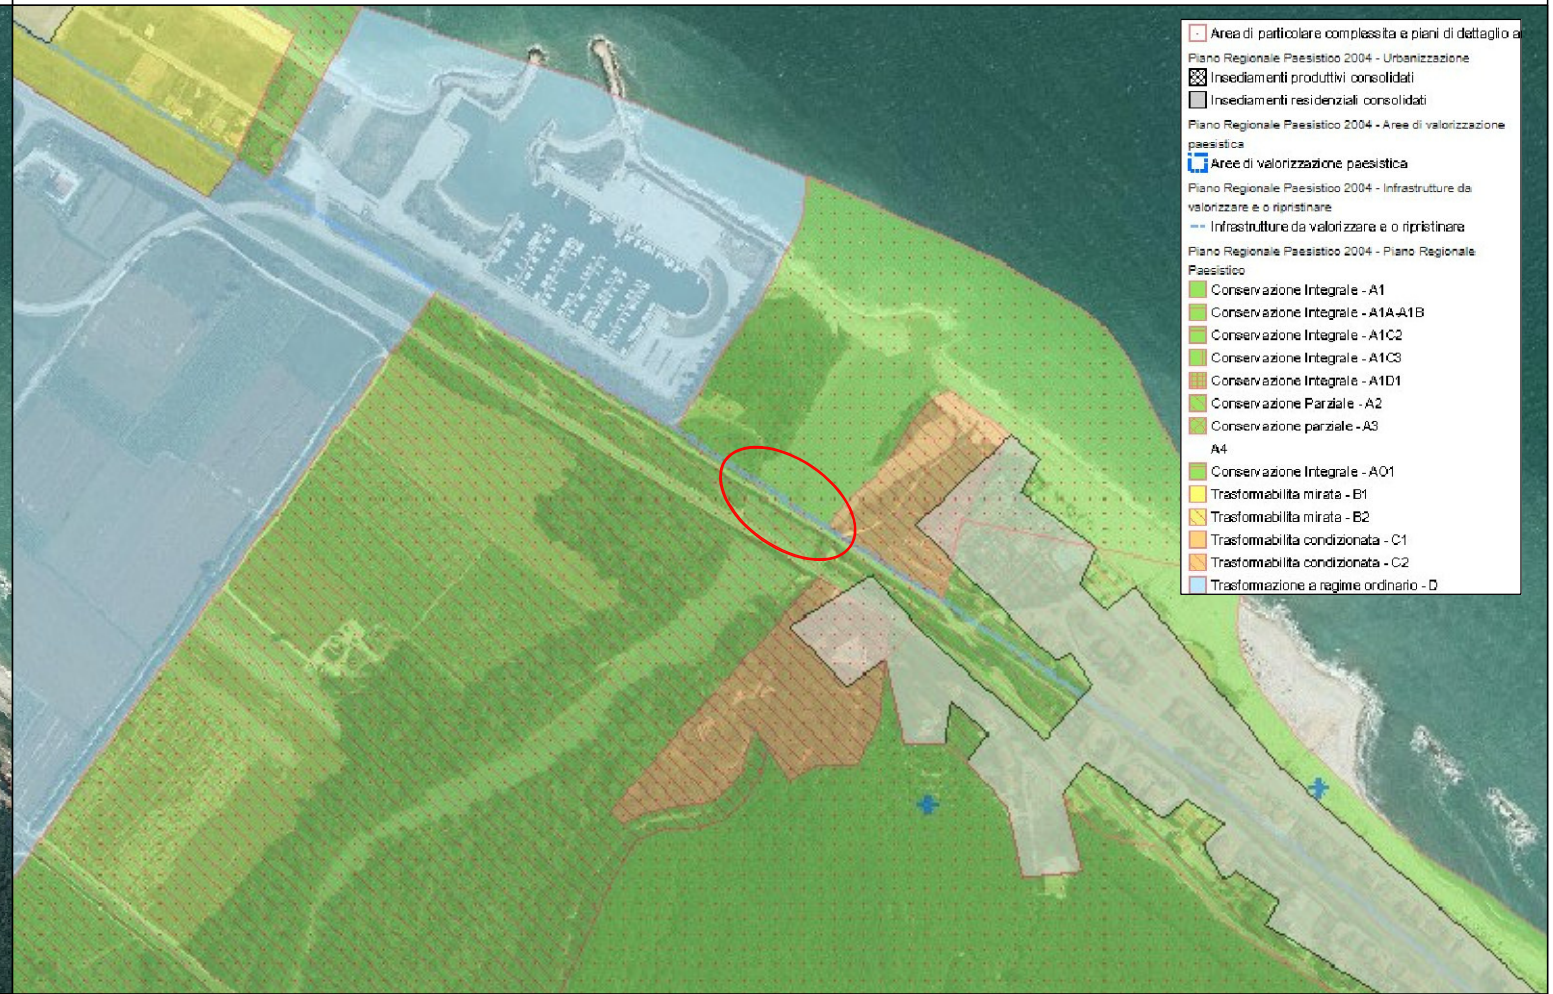 Area di particolare complessita e piani di dettaglio a
Piano Regionale Paesistico 2004 - Urbanizzazione
Insediamenti produttivi consolidati
Insediamenti residenziali consolidati
Piano Regionale Paesistico 2004 - Aree di valorizzazione
paesistica
Aree di valorizzazione paesistica
Piano Regionale Paesistico 2004 - Infrastrutture da
valorizzare e o ripristinare
Infrastrutture da valorizzare e o ripristinare
Piano Regionale Paesistico 2004 - Piano Regionale
Paesistico
Conservazione Integrale - A1
Conservazione Integrale - A1A-A1B
Conservazione Integrale - A1C2
Conservazione Integrale - A1C3
Conservazione Integrale - A1D1
Conservazione Parziale - A2
Conservazione parziale - A3
A4
Conservazione Integrale - AO1
Trasformabilita mirata - B1
Trasformabilita mirata - B2
Trasformabilita condizionata - C1
Trasformabilita condizionata - C2
Trasformazione a regime ordinario - D